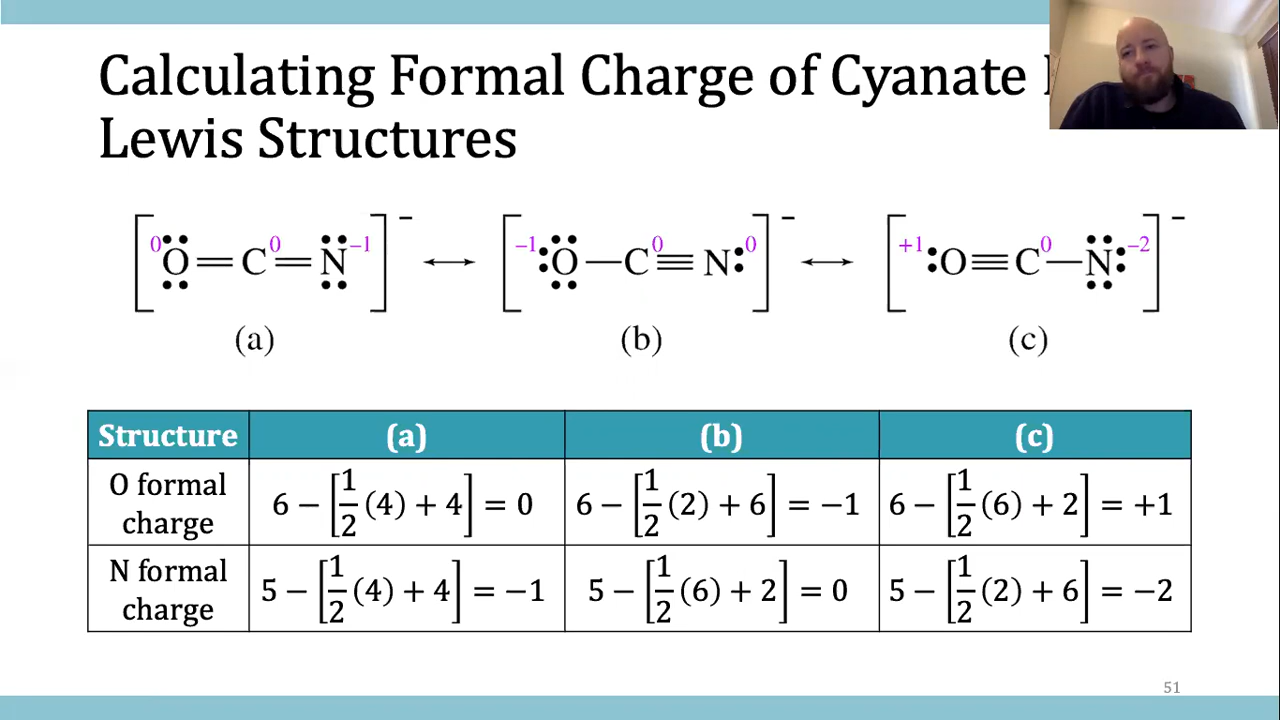 Calculating Formal Charge of Cyanate
Lewis Structures
[0 O=C 0=N −1]− ↔ [−1 O—C 0≡N 0]− ↔ [+1 O≡C 0—N −2]−
(a) (b) (c)
Structure (a) (b) (c)
O formal charge 6 − [1/2 (4) + 4] = 0 6 − [1/2 (2) + 6] = −1 6 − [1/2 (6) + 2] = +1
N formal charge 5 − [1/2 (4) + 4] = −1 5 − [1/2 (6) + 2] = 0 5 − [1/2 (2) + 6] = −2
51